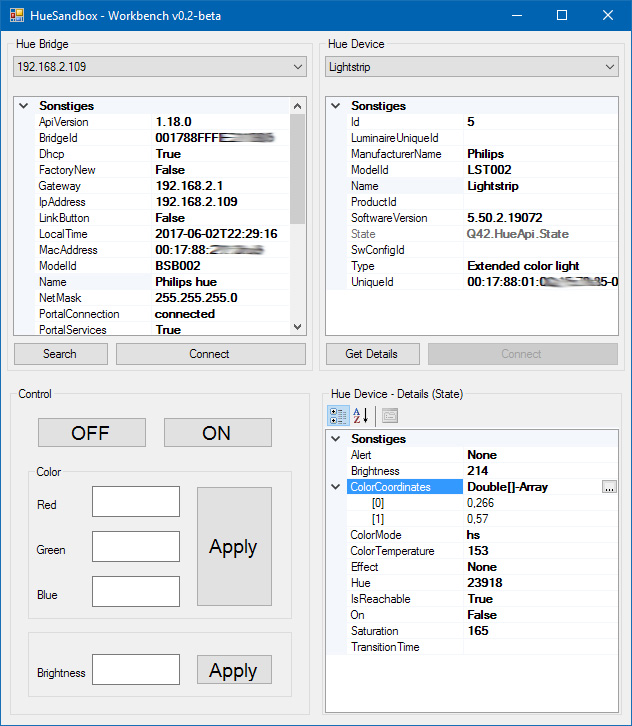 HueSandbox - Workbench v0.2-beta
Hue Bridge
192.168.2.109
Sonstiges
ApiVersion 1.18.0
BridgeId 001788FFFE
Dhcp True
FactoryNew False
Gateway 192.168.2.1
IpAddress 192.168.2.109
LinkButton False
LocalTime 2017-06-02T22:29:16
MacAddress 00:17:88:
ModelId BSB002
Name Philips hue
NetMask 255.255.255.0
PortalConnection connected
PortalServices True
Search Connect
Hue Device
Lightstrip
Sonstiges
Id 5
LuminaireUniqueId
ManufacturerName Philips
ModelId LST002
Name Lightstrip
ProductId
SoftwareVersion 5.50.2.19072
State Q42.HueApi.State
SwConfigId
Type Extended color light
UniqueId 00:17:88:01:0
Get Details Connect
Control
OFF ON
Color
Red
Green
Blue
Apply
Brightness Apply
Hue Device - Details (State)
Sonstiges
Alert None
Brightness 214
ColorCoordinates Double[]-Array ...
[0] 0,266
[1] 0,57
ColorMode hs
ColorTemperature 153
Effect None
Hue 23918
IsReachable True
On False
Saturation 165
TransitionTime